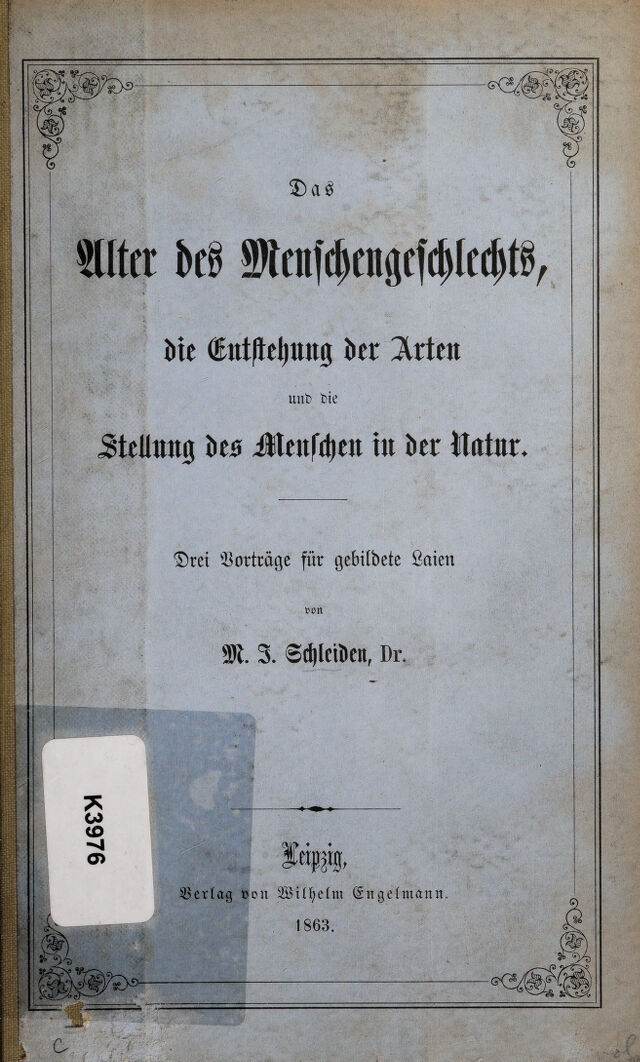 Das
Alter des Menschengeschlechts,
die Entstehung der Arten
und die
Stellung des Menschen in der Natur.
Drei Vorträge für gebildete Laien
von
M. J. Schleiden, Dr.
Leipzig,
Verlag von Wilhelm Engelmann.
1863.
K3976
C